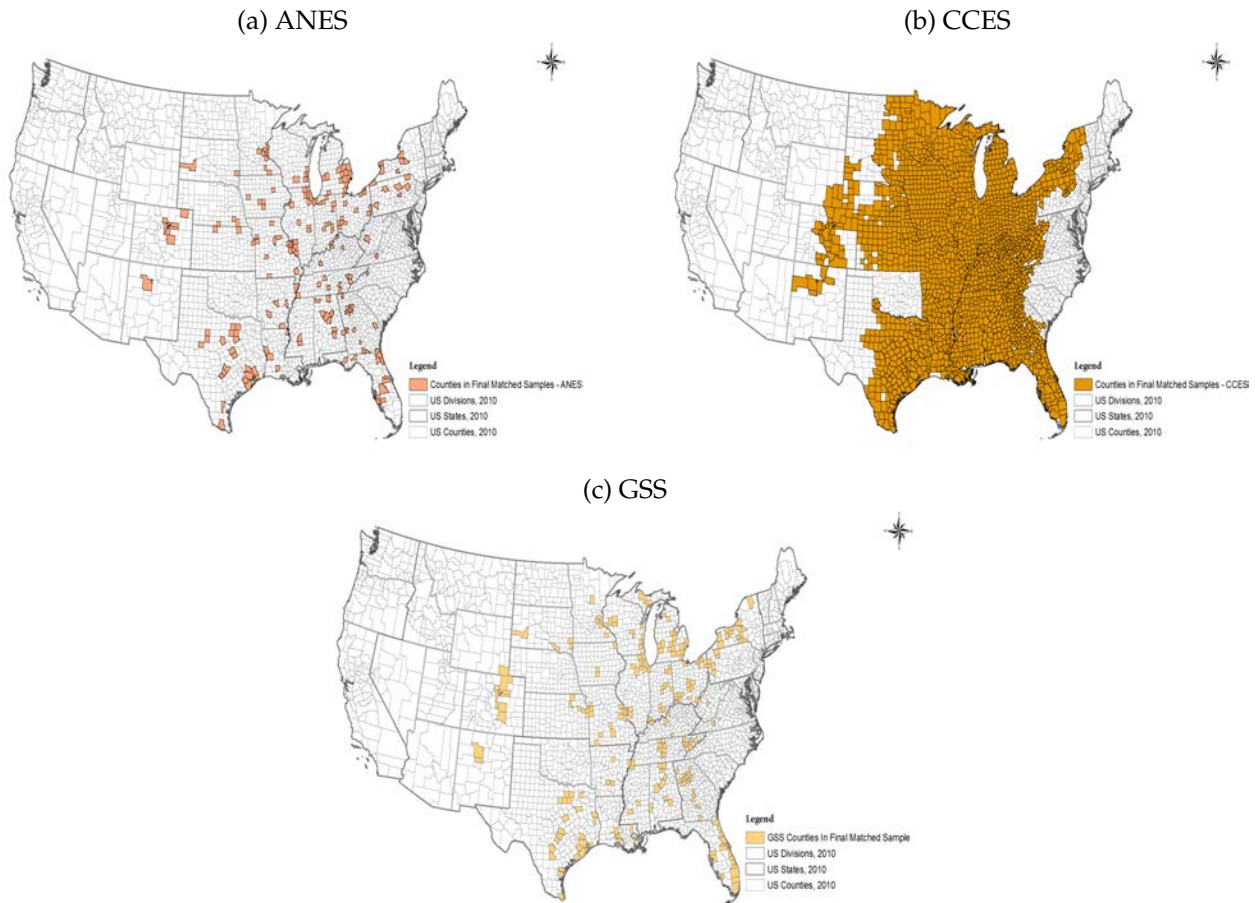 (a) ANES
(b) CCES
Legend
Counties in Final Matched Samples - ANES
US Divisions, 2010
US States, 2010
US Counties, 2010
Legend
Counties in Final Matched Samples - CCES
US Divisions, 2010
US States, 2010
US Counties, 2010
(c) GSS
Legend
GSS Counties In Final Matched Sample
US Divisions, 2010
US States, 2010
US Counties, 2010